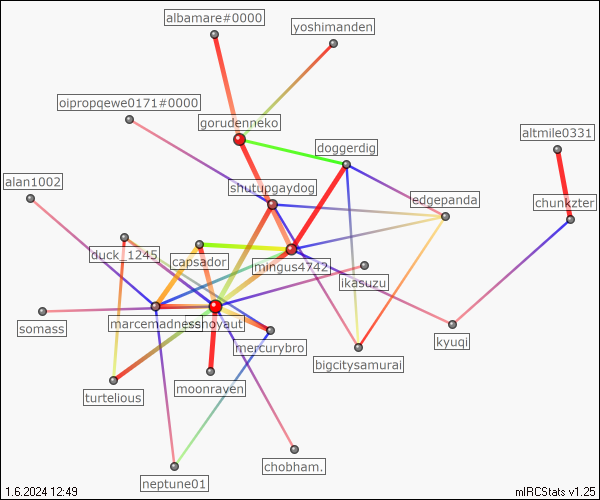 albamare#0000
yoshimanden
oipropqewe0171#0000
gorudenneko
altmile0331
doggerdig
alan1002
shutupgaydog
edgepanda
chunkzter
duck_1245
capsador
mingus4742
ikasuzu
somass
marcemadness
mercurybro
kyuqi
bigcitysamurai
turtelious
moonraven
chobham.
neptune01
1.6.2024 12:49
mIRCStats v1.25